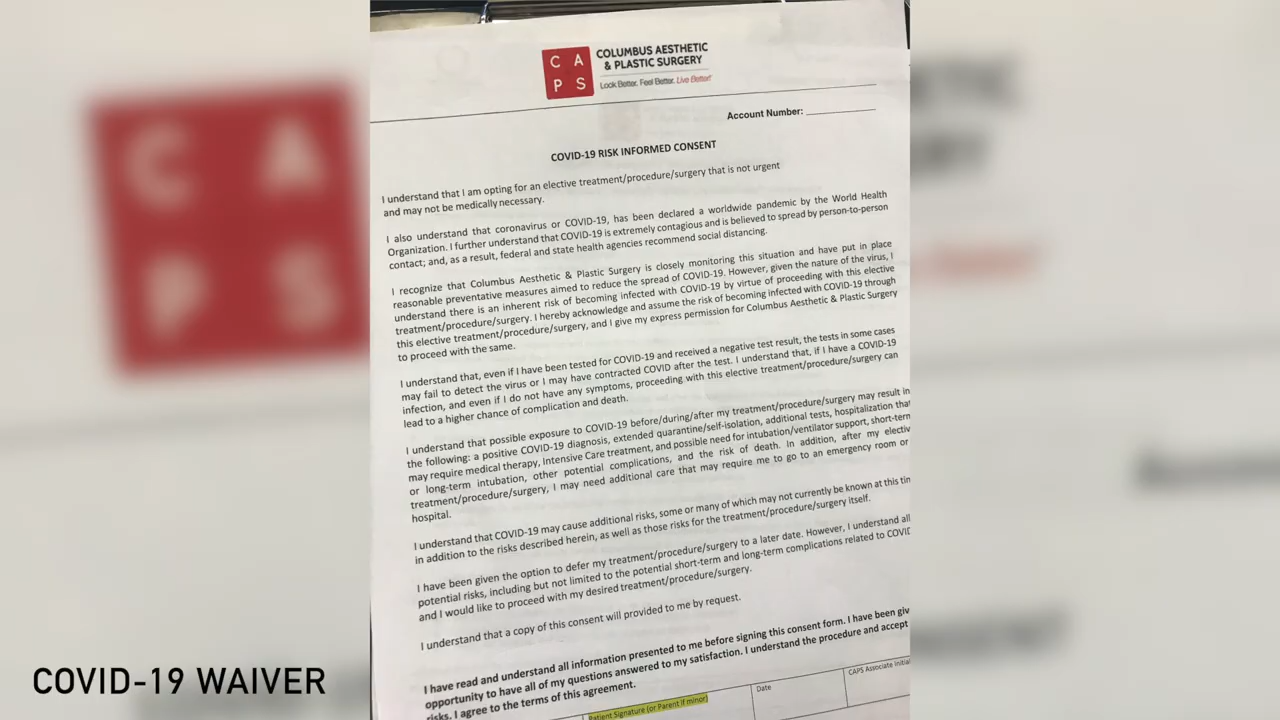 C A
P S
COLUMBUS AESTHETIC
& PLASTIC SURGERY
Look Better. Feel Better. Live Better!
Account Number:
COVID-19 RISK INFORMED CONSENT
I understand that I am opting for an elective treatment/procedure/surgery that is not urgent
and may not be medically necessary.
I also understand that coronavirus or COVID-19, has been declared a worldwide pandemic by the World Health
Organization. I further understand that COVID-19 is extremely contagious and is believed to spread by person-to-person
contact; and, as a result, federal and state health agencies recommend social distancing.
I recognize that Columbus Aesthetic & Plastic Surgery is closely monitoring this situation and have put in place
reasonable preventative measures aimed to reduce the spread of COVID-19. However, given the nature of the virus, I
understand there is an inherent risk of becoming infected with COVID-19 by virtue of proceeding with this elective
treatment/procedure/surgery. I hereby acknowledge and assume the risk of becoming infected with COVID-19 through
this elective treatment/procedure/surgery, and I give my express permission for Columbus Aesthetic & Plastic Surgery
to proceed with the same.
I understand that, even if I have been tested for COVID-19 and received a negative test result, the tests in some cases
may fail to detect the virus or I may have contracted COVID after the test. I understand that, if I have a COVID-19
infection, and even if I do not have any symptoms, proceeding with this elective treatment/procedure/surgery can
lead to a higher chance of complication and death.
I understand that possible exposure to COVID-19 before/during/after my treatment/procedure/surgery may result in
the following: a positive COVID-19 diagnosis, extended quarantine/self-isolation, additional tests, hospitalization that
may require medical therapy, Intensive Care treatment, and possible need for intubation/ventilator support, short-term
or long-term intubation, other potential complications, and the risk of death. In addition, after my electiv
treatment/procedure/surgery, I may need additional care that may require me to go to an emergency room or
hospital.
I understand that COVID-19 may cause additional risks, some or many of which may not currently be known at this tim
in addition to the risks described herein, as well as those risks for the treatment/procedure/surgery itself.
I have been given the option to defer my treatment/procedure/surgery to a later date. However, I understand all
potential risks, including but not limited to the potential short-term and long-term complications related to COVID
and I would like to proceed with my desired treatment/procedure/surgery.
I understand that a copy of this consent will provided to me by request.
I have read and understand all information presented to me before signing this consent form. I have been giv
opportunity to have all of my questions answered to my satisfaction. I understand the procedure and accept
risks. I agree to the terms of this agreement.
Patient Signature (or Parent if minor)
Date
CAPS Associate Initial
COVID-19 WAIVER